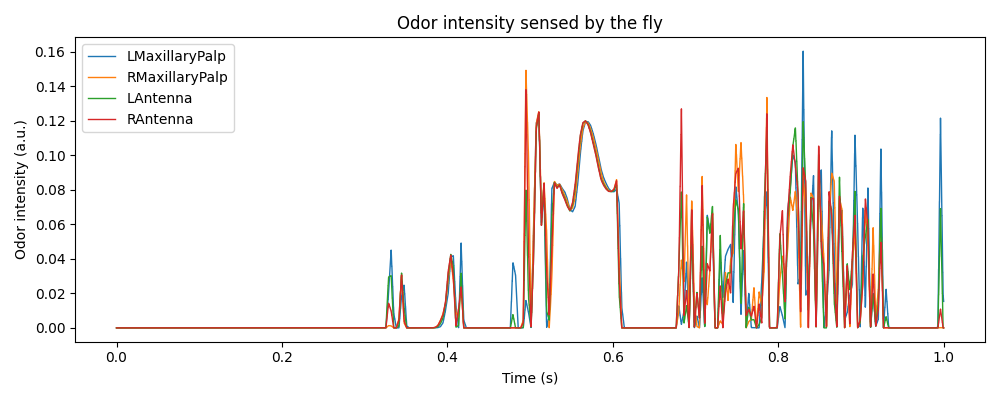 Odor intensity sensed by the fly
LMaxillaryPalp
RMaxillaryPalp
LAntenna
RAntenna
0.16
0.14
0.12
0.10
0.08
0.06
0.04
0.02
0.00
Odor intensity (a.u.)
0.0 0.2 0.4 0.6 0.8 1.0
Time (s)